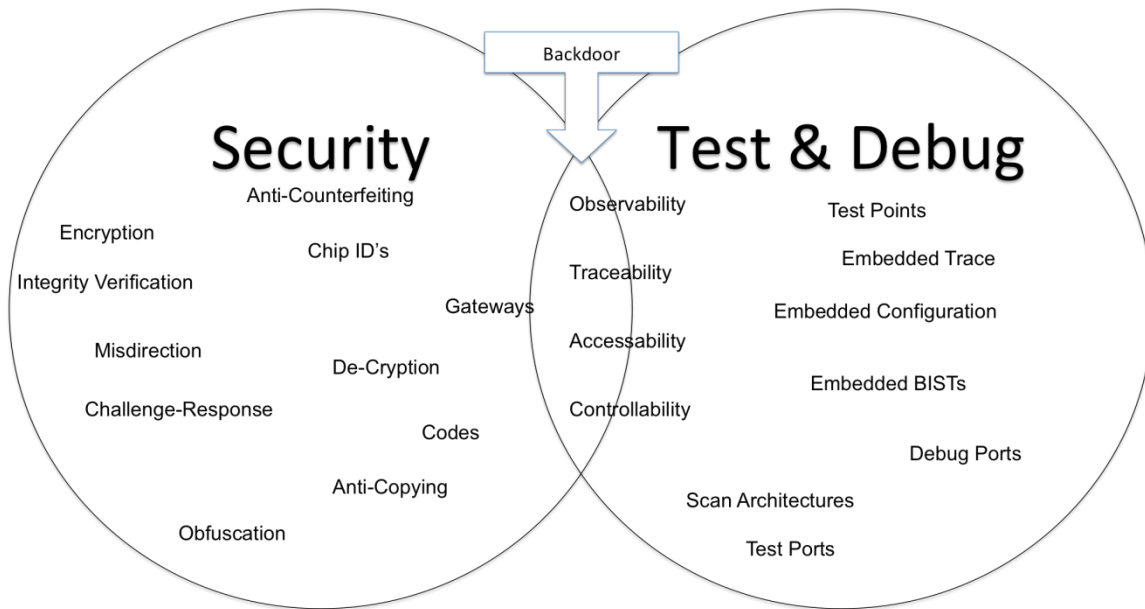 Backdoor
Security
Test & Debug
Anti-Counterfeiting
Encryption
Chip ID's
Integrity Verification
Gateways
Misdirection
De-Cryption
Challenge-Response
Codes
Anti-Copying
Obfuscation
Observability
Traceability
Accessability
Controllability
Test Points
Embedded Trace
Embedded Configuration
Embedded BISTs
Debug Ports
Scan Architectures
Test Ports